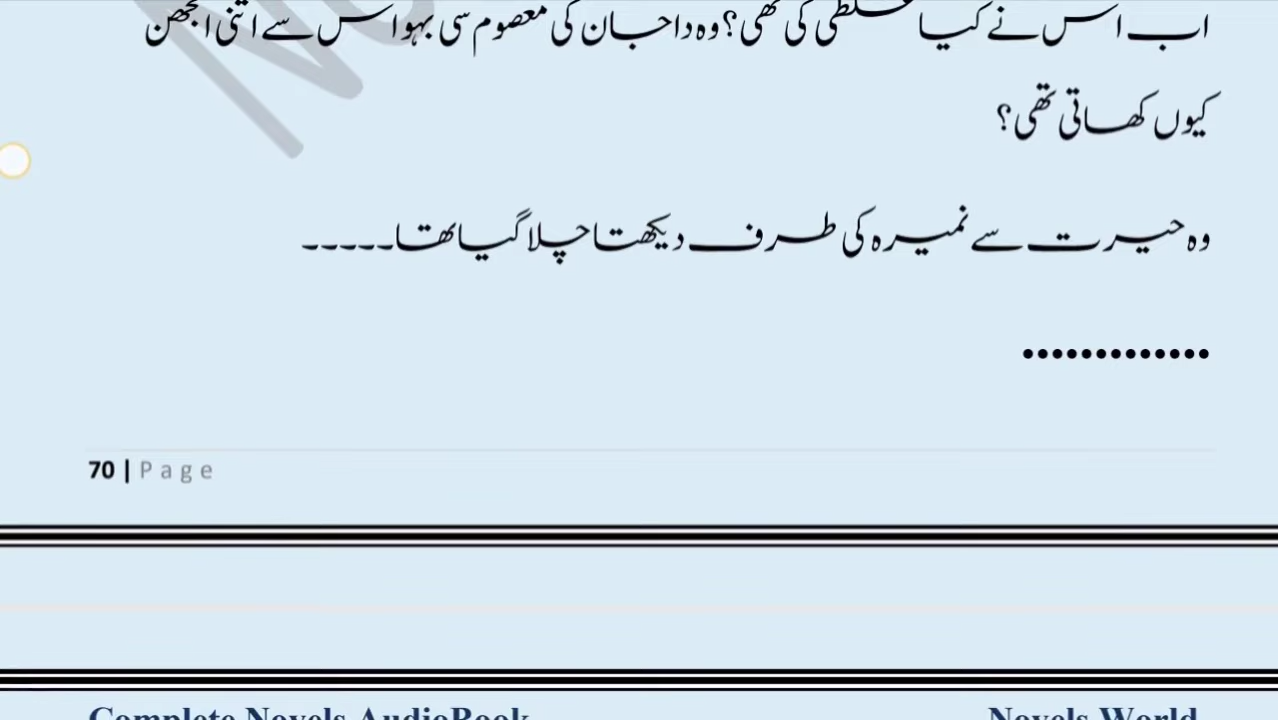 اب اس نے کیا غلطی کی تھی؟ وہ داجان کی معصوم سی بہو اس سے اتنی الجھن
کیوں کھاتی تھی؟
وہ حیرت سے نمیرہ کی طرف دیکھتا چلا گیا تھا۔۔۔۔۔
•••••••••••••
70 | Page
Complete Novels AudioBook
Novels World